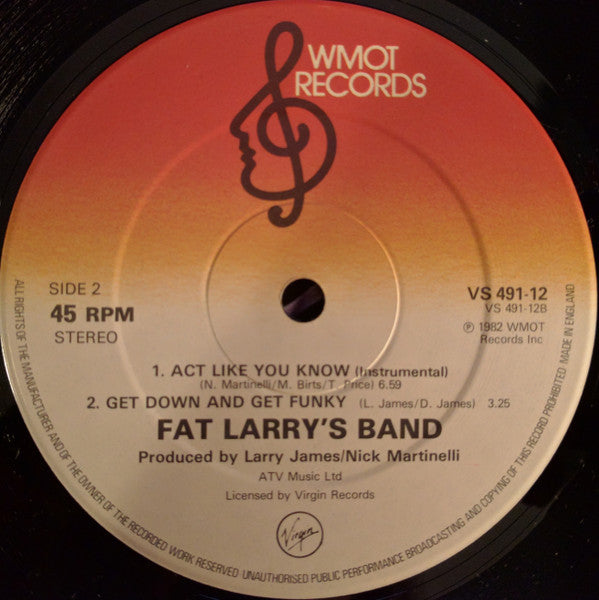 WMOT
RECORDS
SIDE 2
45 RPM
STEREO
VS 491-12
VS 491-12B
℗ 1982 WMOT
Records Inc
1. ACT LIKE YOU KNOW (Instrumental)
(N. Martinelli/M. Birts/T. Price) 6.59
2. GET DOWN AND GET FUNKY (L. James/D. James) 3.25
FAT LARRY'S BAND
Produced by Larry James/Nick Martinelli
ATV Music Ltd
Licensed by Virgin Records
Virgin
ALL RIGHTS OF THE MANUFACTURER AND OF THE OWNER OF THE RECORDED WORK RESERVED · UNAUTHORISED PUBLIC PERFORMANCE BROADCASTING AND COPYING OF THIS RECORD PROHIBITED MADE IN ENGLAND